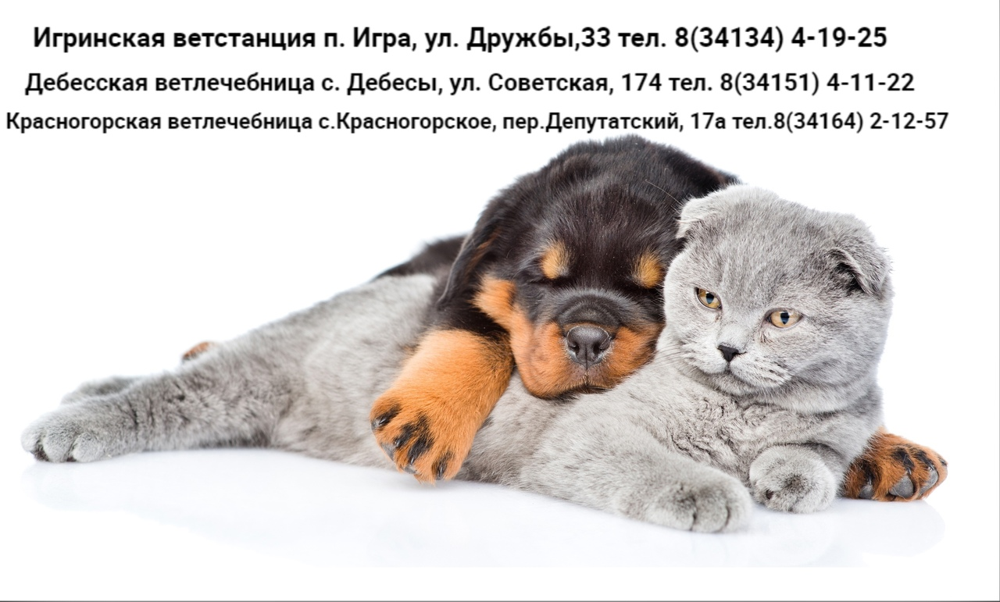 Игринская ветстанция п. Игра, ул. Дружбы,33 тел. 8(34134) 4-19-25
Дебесская ветлечебница с. Дебесы, ул. Советская, 174 тел. 8(34151) 4-11-22
Красногорская ветлечебница с.Красногорское, пер.Депутатский, 17а тел.8(34164) 2-12-57